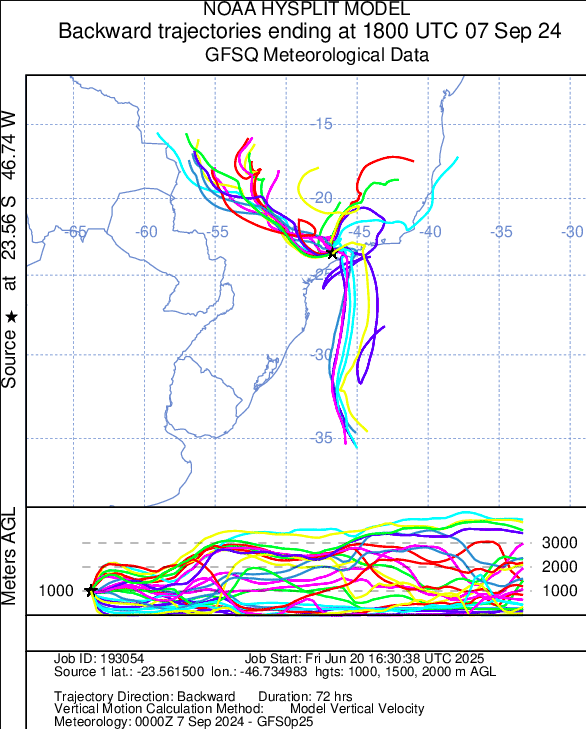 NOAA HYSPLIT MODEL
Backward trajectories ending at 1800 UTC 07 Sep 24
GFSQ Meteorological Data
Source ★ at 23.56 S 46.74 W
-15
-20
-65 -60 -55 -45 -40 -35 -30
-25
-30
-35
Meters AGL
3000
2000
1000 1000
Job ID: 193054 Job Start: Fri Jun 20 16:30:38 UTC 2025
Source 1 lat.: -23.561500 lon.: -46.734983 hgts: 1000, 1500, 2000 m AGL
Trajectory Direction: Backward Duration: 72 hrs
Vertical Motion Calculation Method: Model Vertical Velocity
Meteorology: 0000Z 7 Sep 2024 - GFS0p25